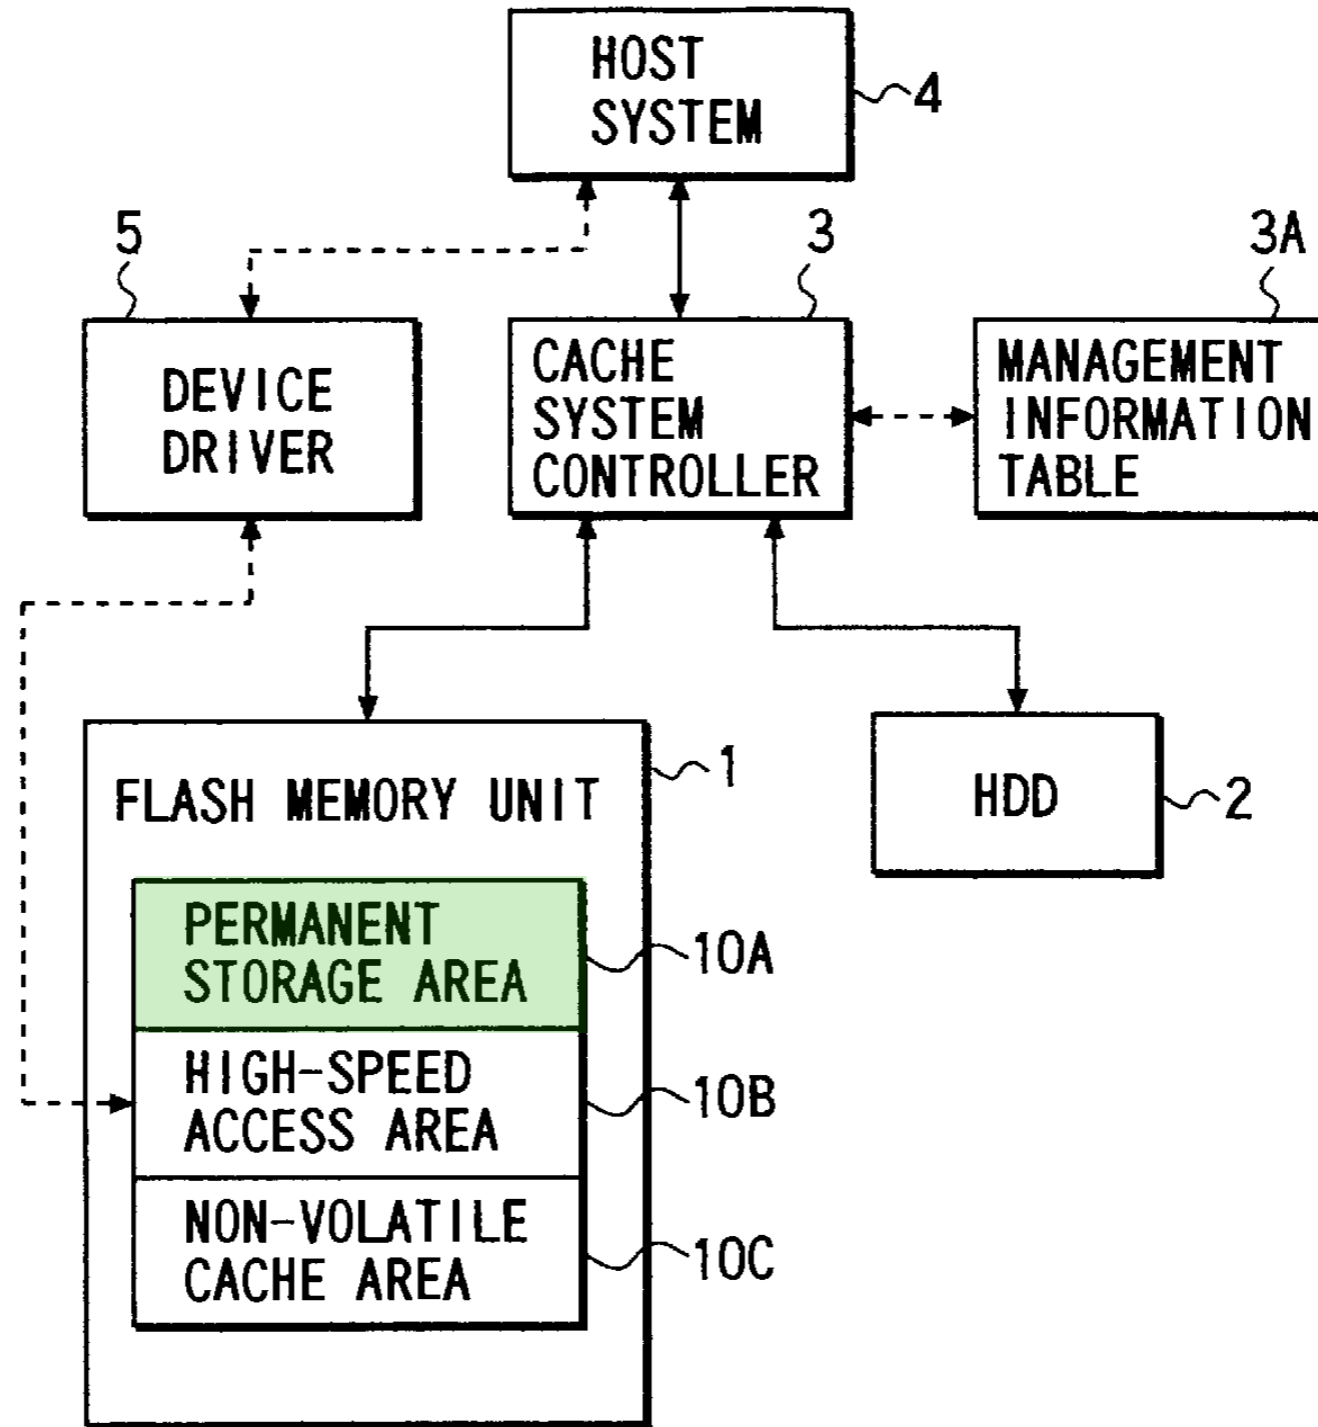 HOST
SYSTEM
4
5
3
3A
DEVICE
DRIVER
CACHE
SYSTEM
CONTROLLER
MANAGEMENT
INFORMATION
TABLE
1
FLASH MEMORY UNIT
HDD
2
PERMANENT
STORAGE AREA
10A
HIGH-SPEED
ACCESS AREA
10B
NON-VOLATILE
CACHE AREA
10C